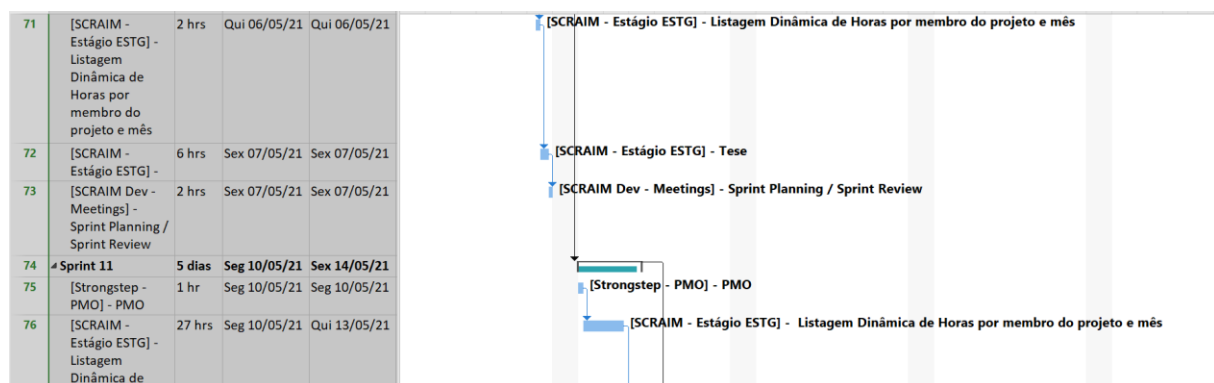 71 [SCRAIM - 2 hrs Qui 06/05/21 Qui 06/05/21
Estágio ESTG] -
Listagem
Dinâmica de
Horas por
membro do
projeto e mês
[SCRAIM - Estágio ESTG] - Listagem Dinâmica de Horas por membro do projeto e mês
72 [SCRAIM - 6 hrs Sex 07/05/21 Sex 07/05/21
Estágio ESTG] -
[SCRAIM - Estágio ESTG] - Tese
73 [SCRAIM Dev - 2 hrs Sex 07/05/21 Sex 07/05/21
Meetings] -
Sprint Planning /
Sprint Review
[SCRAIM Dev - Meetings] - Sprint Planning / Sprint Review
74 Sprint 11 5 dias Seg 10/05/21 Sex 14/05/21
75 [Strongstep - 1 hr Seg 10/05/21 Seg 10/05/21
PMO] - PMO
[Strongstep - PMO] - PMO
76 [SCRAIM - 27 hrs Seg 10/05/21 Qui 13/05/21
Estágio ESTG] -
Listagem
Dinâmica de
[SCRAIM - Estágio ESTG] - Listagem Dinâmica de Horas por membro do projeto e mês